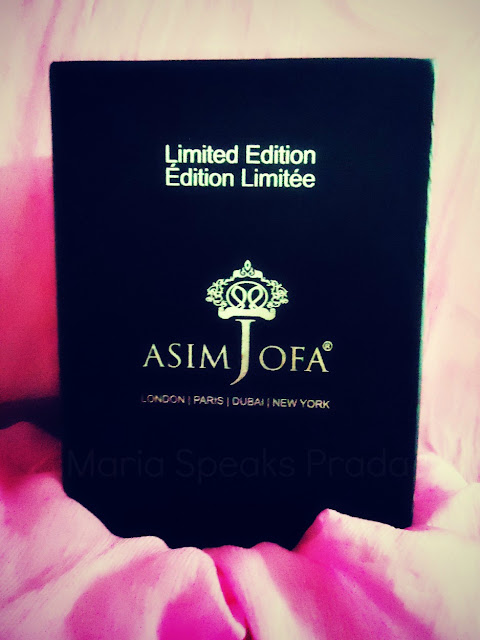 Limited Edition
Édition Limitée
ASIM JOFA®
LONDON | PARIS | DUBAI | NEW YORK
Maria Speaks Prada